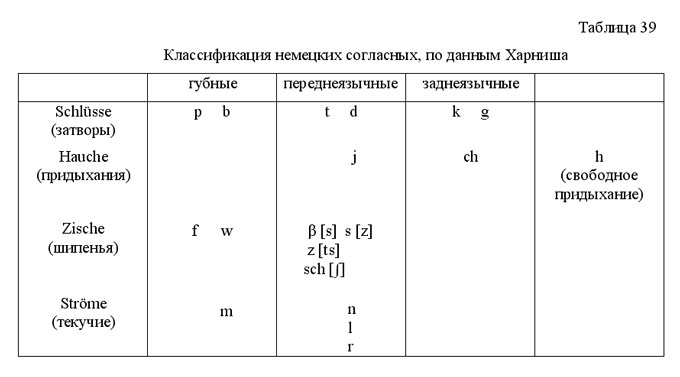 Таблица 39
Классификация немецких согласных, по данным Харниша
губные переднеязычные заднеязычные
Schlüsse p b t d k g
(затворы)
Hauche j ch h
(придыхания) (свободное
придыхание)
Zische f w β [s] s [z]
(шипенья) z [ts]
sch [ʃ]
Ströme m n
(текучие) l
r